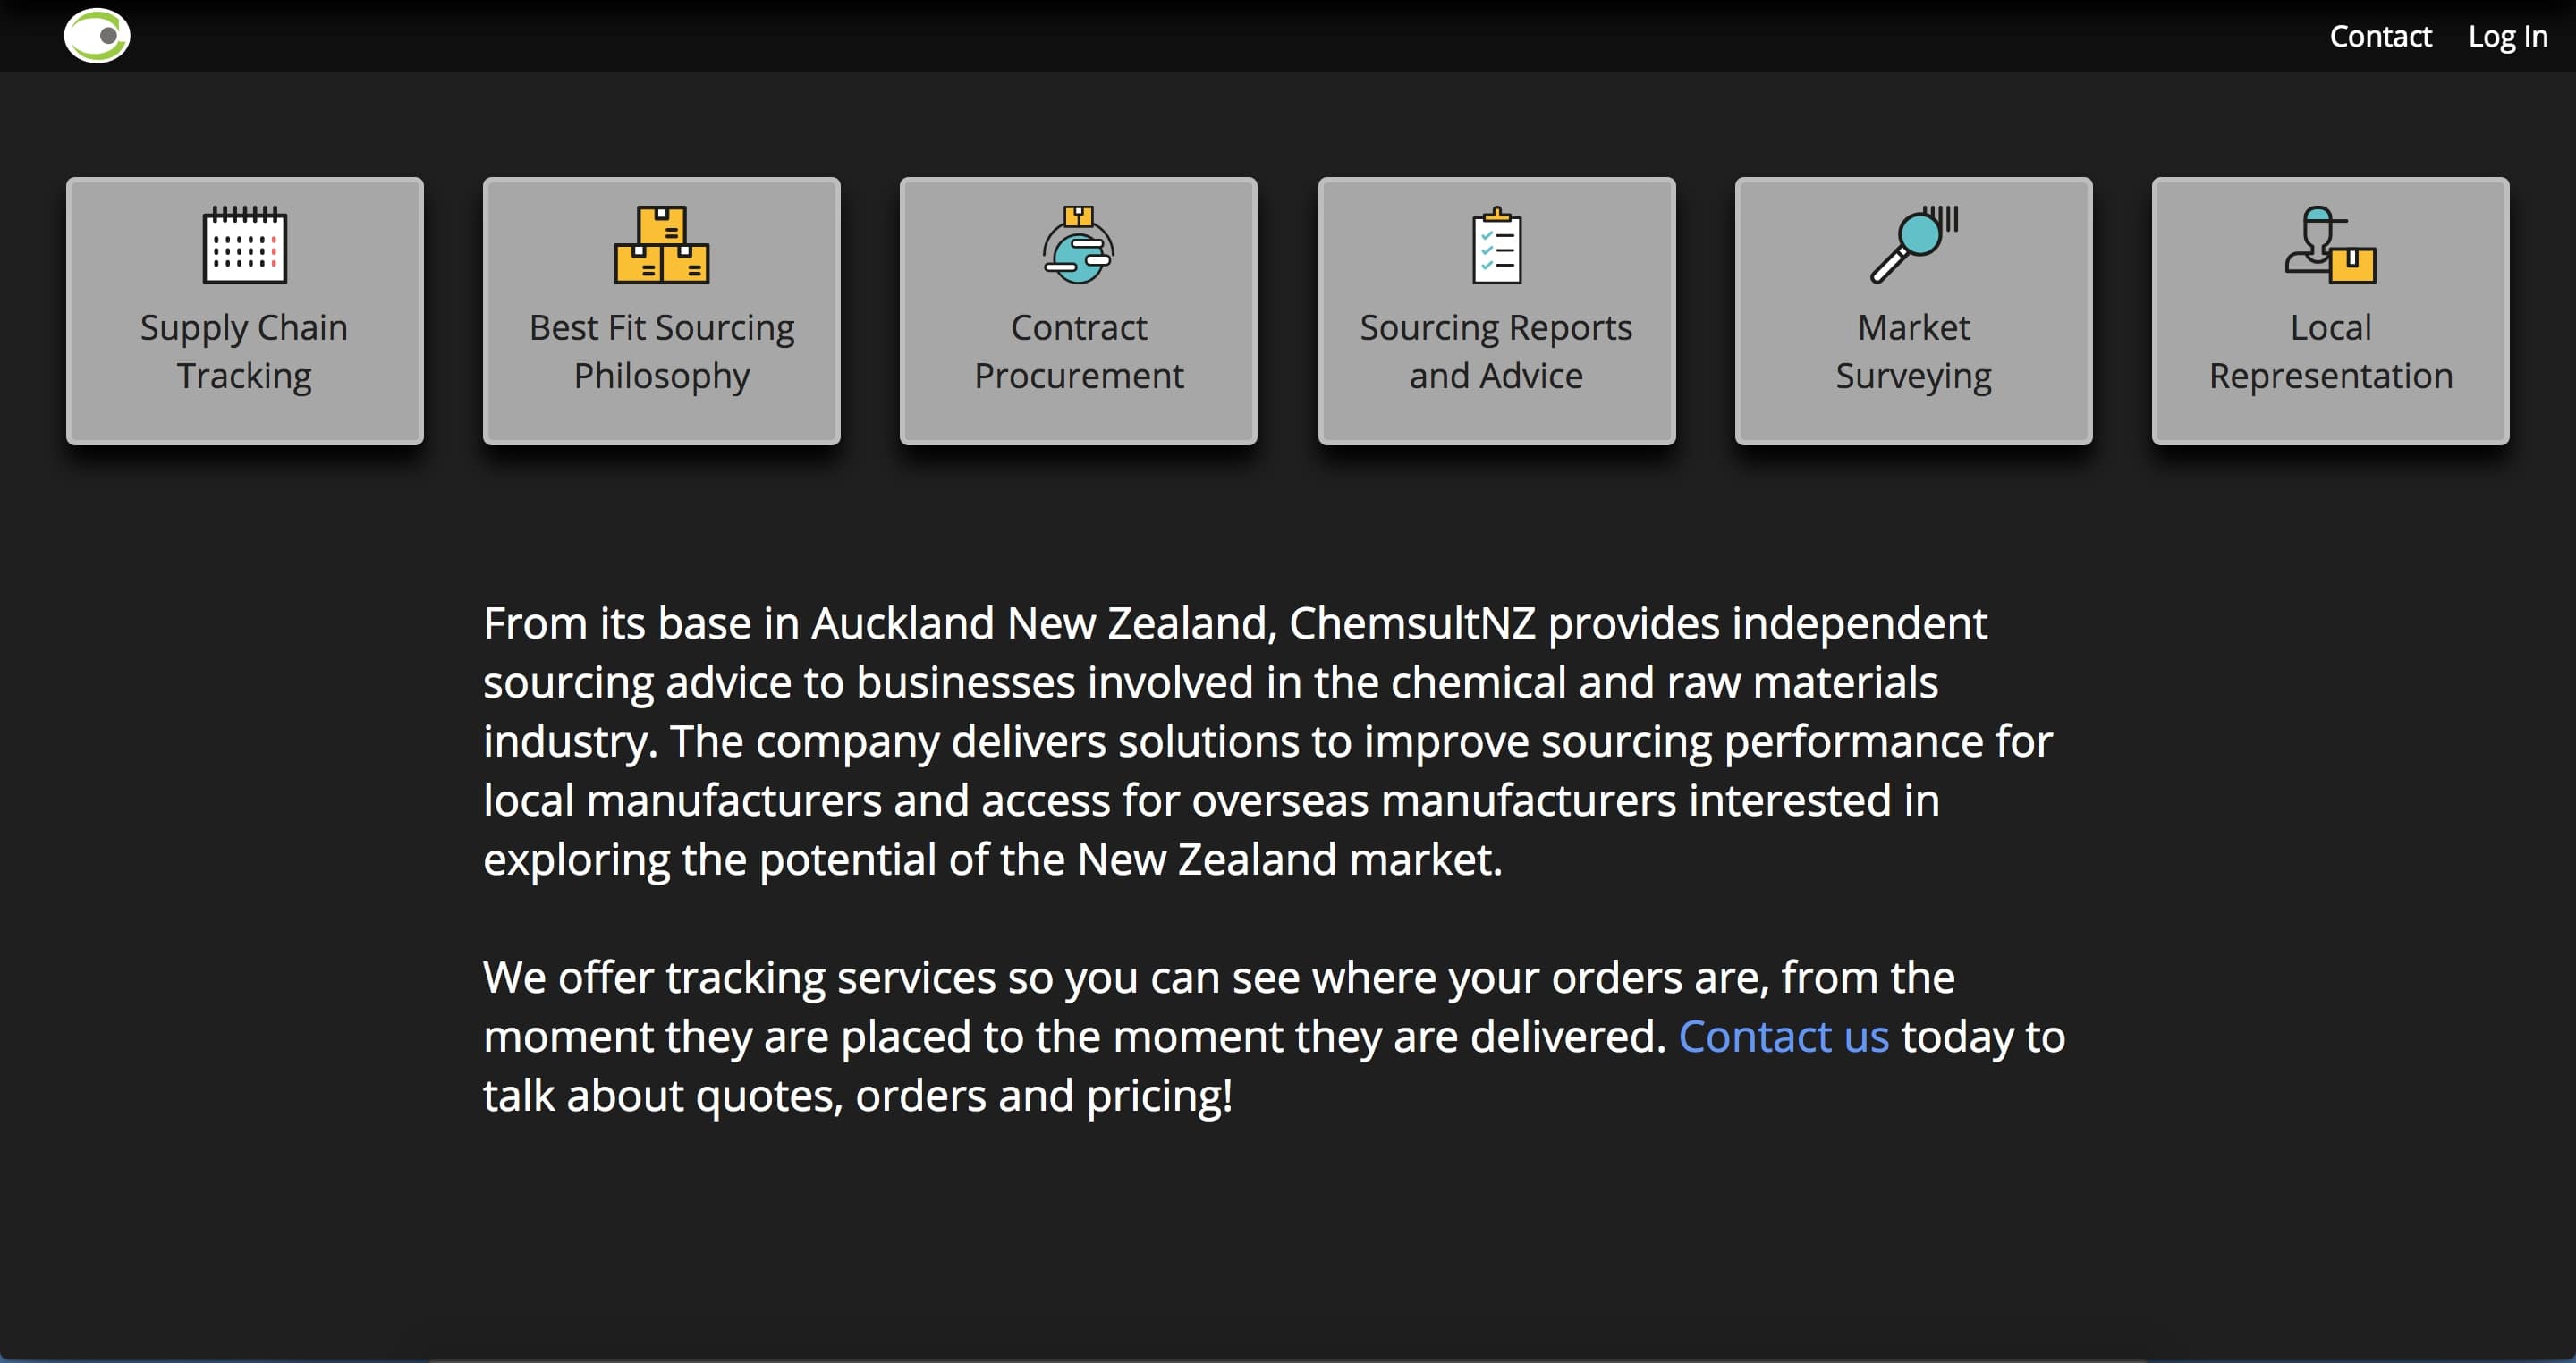 Contact Log In
Supply Chain
Tracking
Best Fit Sourcing
Philosophy
Contract
Procurement
Sourcing Reports
and Advice
Market
Surveying
Local
Representation
From its base in Auckland New Zealand, ChemsultNZ provides independent
sourcing advice to businesses involved in the chemical and raw materials
industry. The company delivers solutions to improve sourcing performance for
local manufacturers and access for overseas manufacturers interested in
exploring the potential of the New Zealand market.
We offer tracking services so you can see where your orders are, from the
moment they are placed to the moment they are delivered. Contact us today to
talk about quotes, orders and pricing!